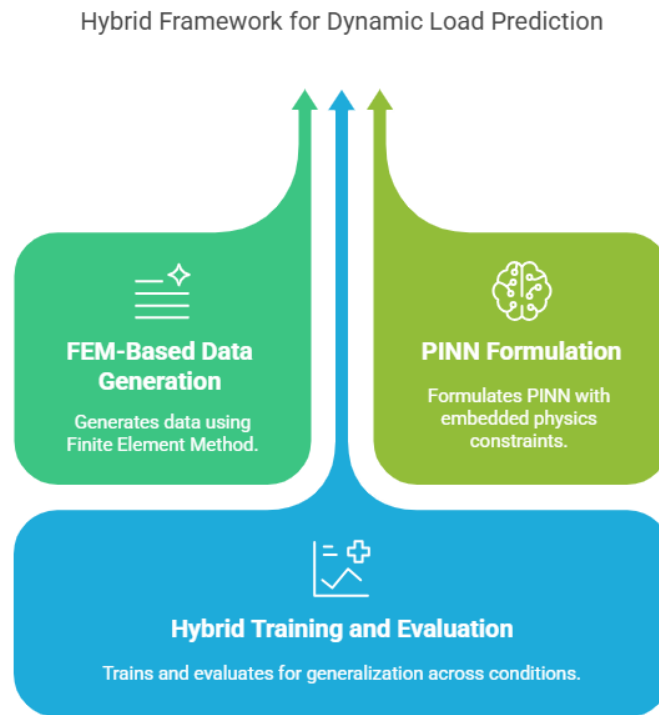 Hybrid Framework for Dynamic Load Prediction
FEM-Based Data
Generation
Generates data using
Finite Element Method.
PINN Formulation
Formulates PINN with
embedded physics
constraints.
Hybrid Training and Evaluation
Trains and evaluates for generalization across conditions.